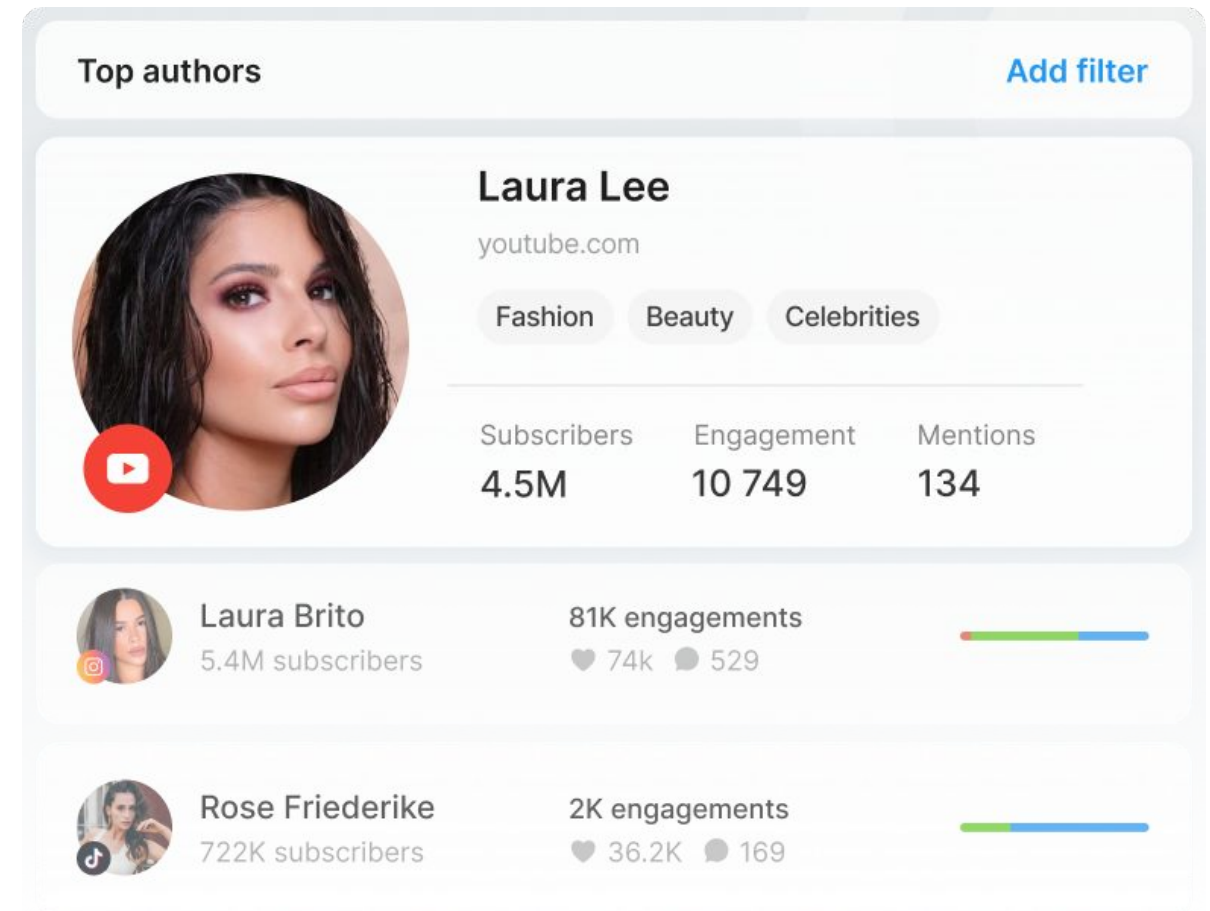 Top authors
Add filter
Laura Lee
youtube.com
Fashion Beauty Celebrities
Subscribers Engagement Mentions
4.5M 10 749 134
Laura Brito
5.4M subscribers
81K engagements
74k 529
Rose Friederike
722K subscribers
2K engagements
36.2K 169